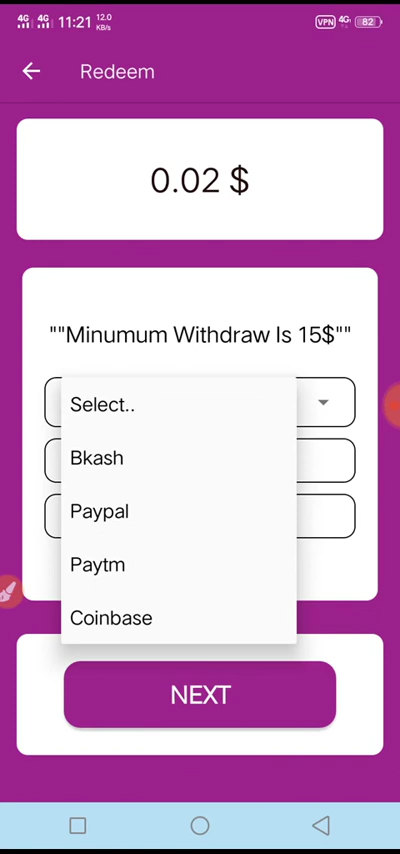 4G 4G 11:21 12.0 KB/s VPN 4G 82
Redeem
0.02 $
""Minumum Withdraw Is 15$""
Select..
Bkash
Paypal
Paytm
Coinbase
NEXT